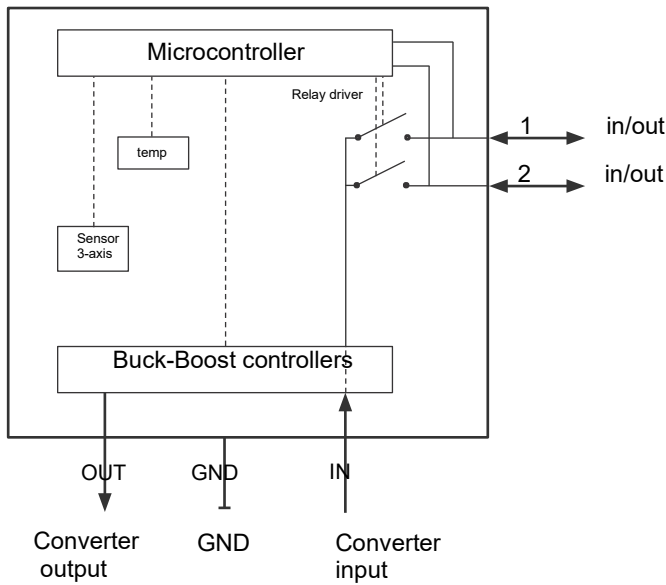 Microcontroller
Relay driver
1
in/out
temp
2
in/out
Sensor
3-axis
Buck-Boost controllers
OUT
GND
IN
Converter
output
GND
Converter
input